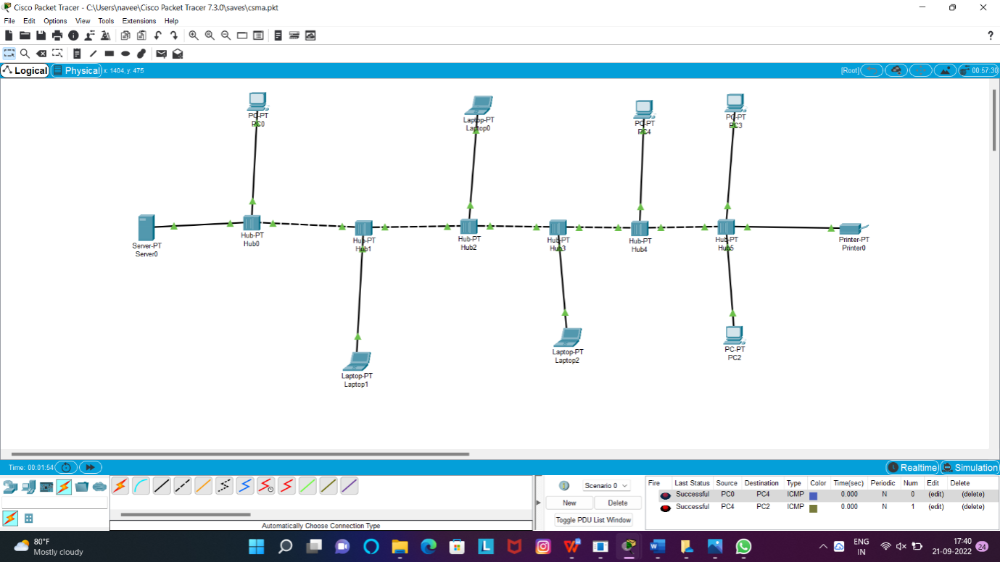 Cisco Packet Tracer - C:\Users\navee\Cisco Packet Tracer 7.3.0\saves\csma.pkt
File Edit Options View Tools Extensions Help
?
Logical Physical x: 1404, y: 475 [Root] 00:57:30
PC-PT
PC0
Laptop-PT
Laptop0
PC-PT
PC4
PC-PT
PC3
Server-PT
Server0
Hub-PT
Hub0
Hub-PT
Hub1
Hub-PT
Hub2
Hub-PT
Hub3
Hub-PT
Hub4
Hub-PT
Hub5
Printer-PT
Printer0
Laptop-PT
Laptop1
Laptop-PT
Laptop2
PC-PT
PC2
Time: 00:01:54 Realtime Simulation
Scenario 0
New Delete
Toggle PDU List Window
Fire Last Status Source Destination Type Color Time(sec) Periodic Num Edit Delete
Successful PC0 PC4 ICMP 0.000 N 0 (edit) (delete)
Successful PC4 PC2 ICMP 0.000 N 1 (edit) (delete)
Automatically Choose Connection Type
80°F
Mostly cloudy
L
W
W
ENG
IN
17:40
21-09-2022
24